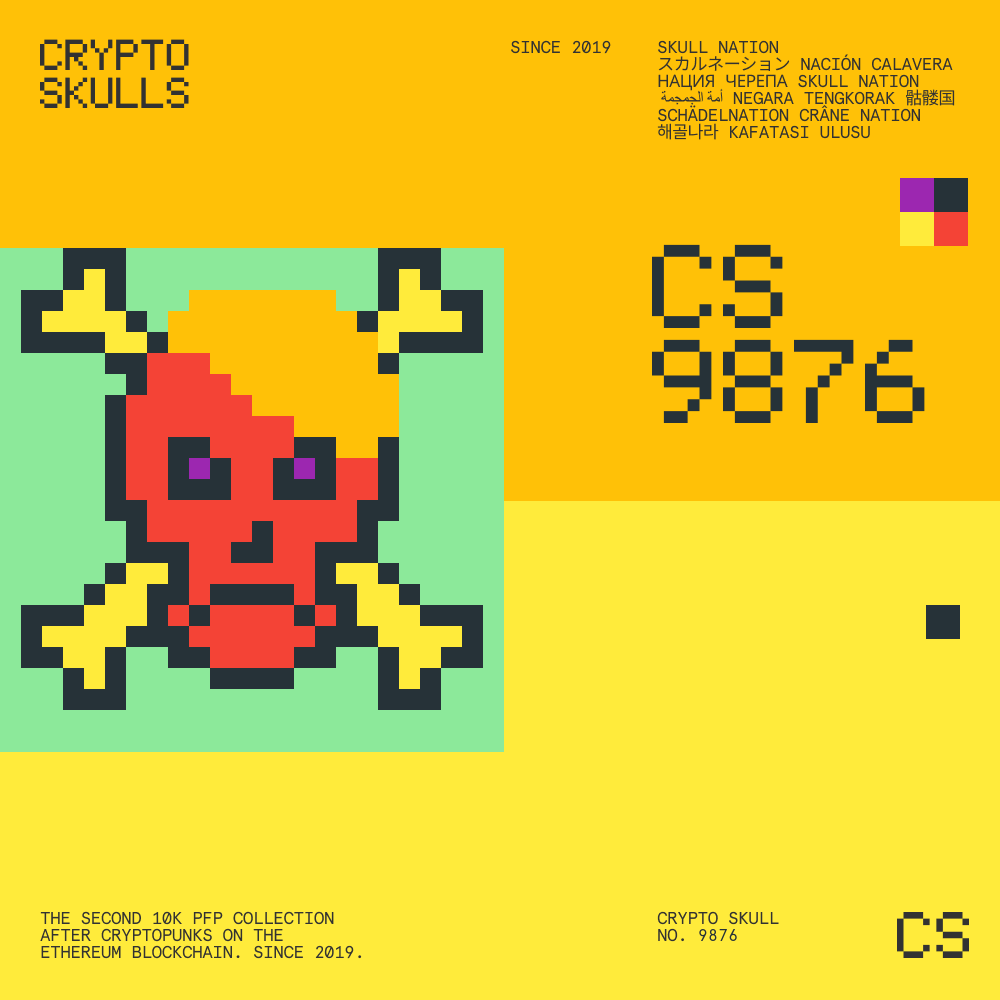 CRYPTO
SKULLS
SINCE 2019
SKULL NATION
スカルネーション NACIÓN CALAVERA
НАЦИЯ ЧЕРЕПА SKULL NATION
أمة الجمجمة NEGARA TENGKORAK 骷髅国
SCHÄDELNATION CRÂNE NATION
해골나라 KAFATASI ULUSU
CS
9876
THE SECOND 10K PFP COLLECTION
AFTER CRYPTOPUNKS ON THE
ETHEREUM BLOCKCHAIN. SINCE 2019.
CRYPTO SKULL
NO. 9876
CS